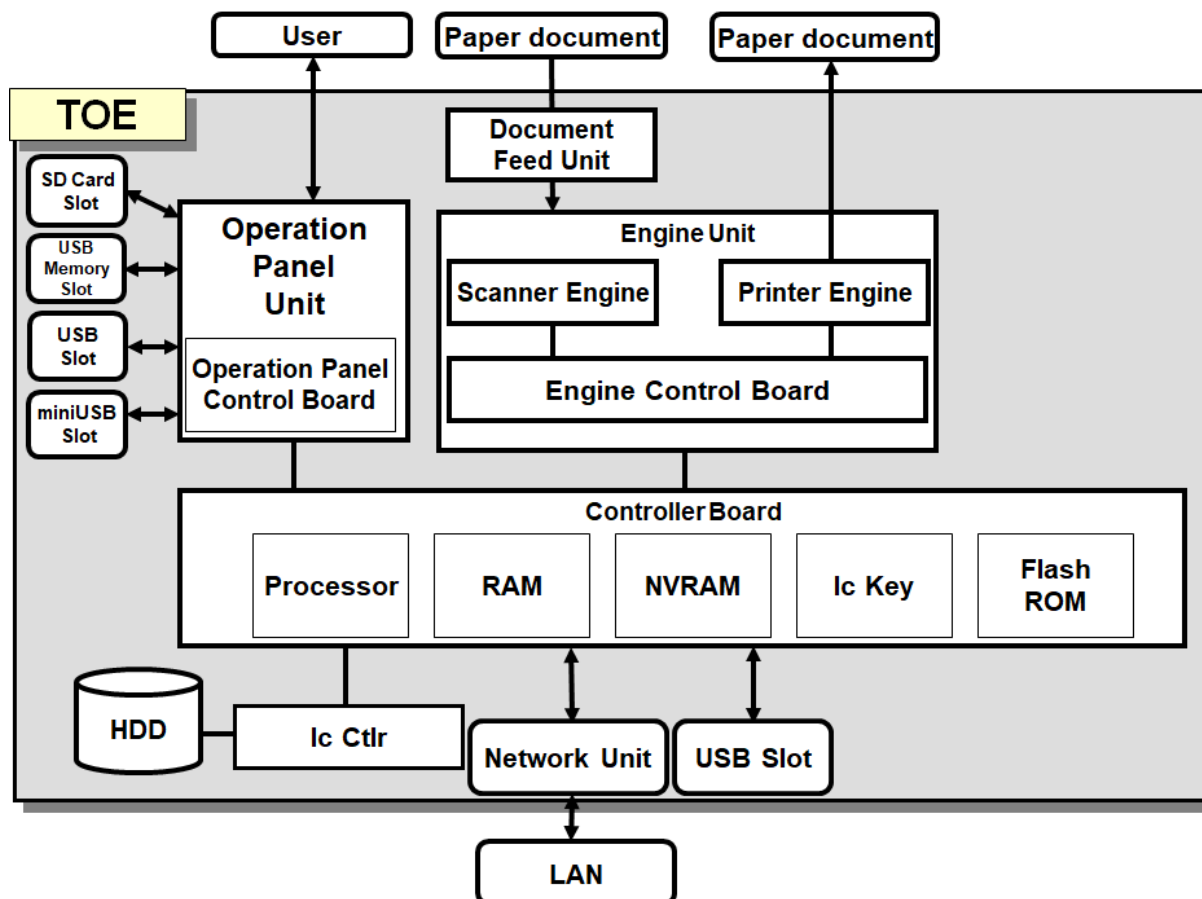 User
Paper document
Paper document
TOE
Document
Feed Unit
SD Card
Slot
USB
Memory
Slot
USB
Slot
miniUSB
Slot
Operation
Panel
Unit
Operation Panel
Control Board
Engine Unit
Scanner Engine
Printer Engine
Engine Control Board
Controller Board
Processor
RAM
NVRAM
Ic Key
Flash
ROM
HDD
Ic Ctlr
Network Unit
USB Slot
LAN